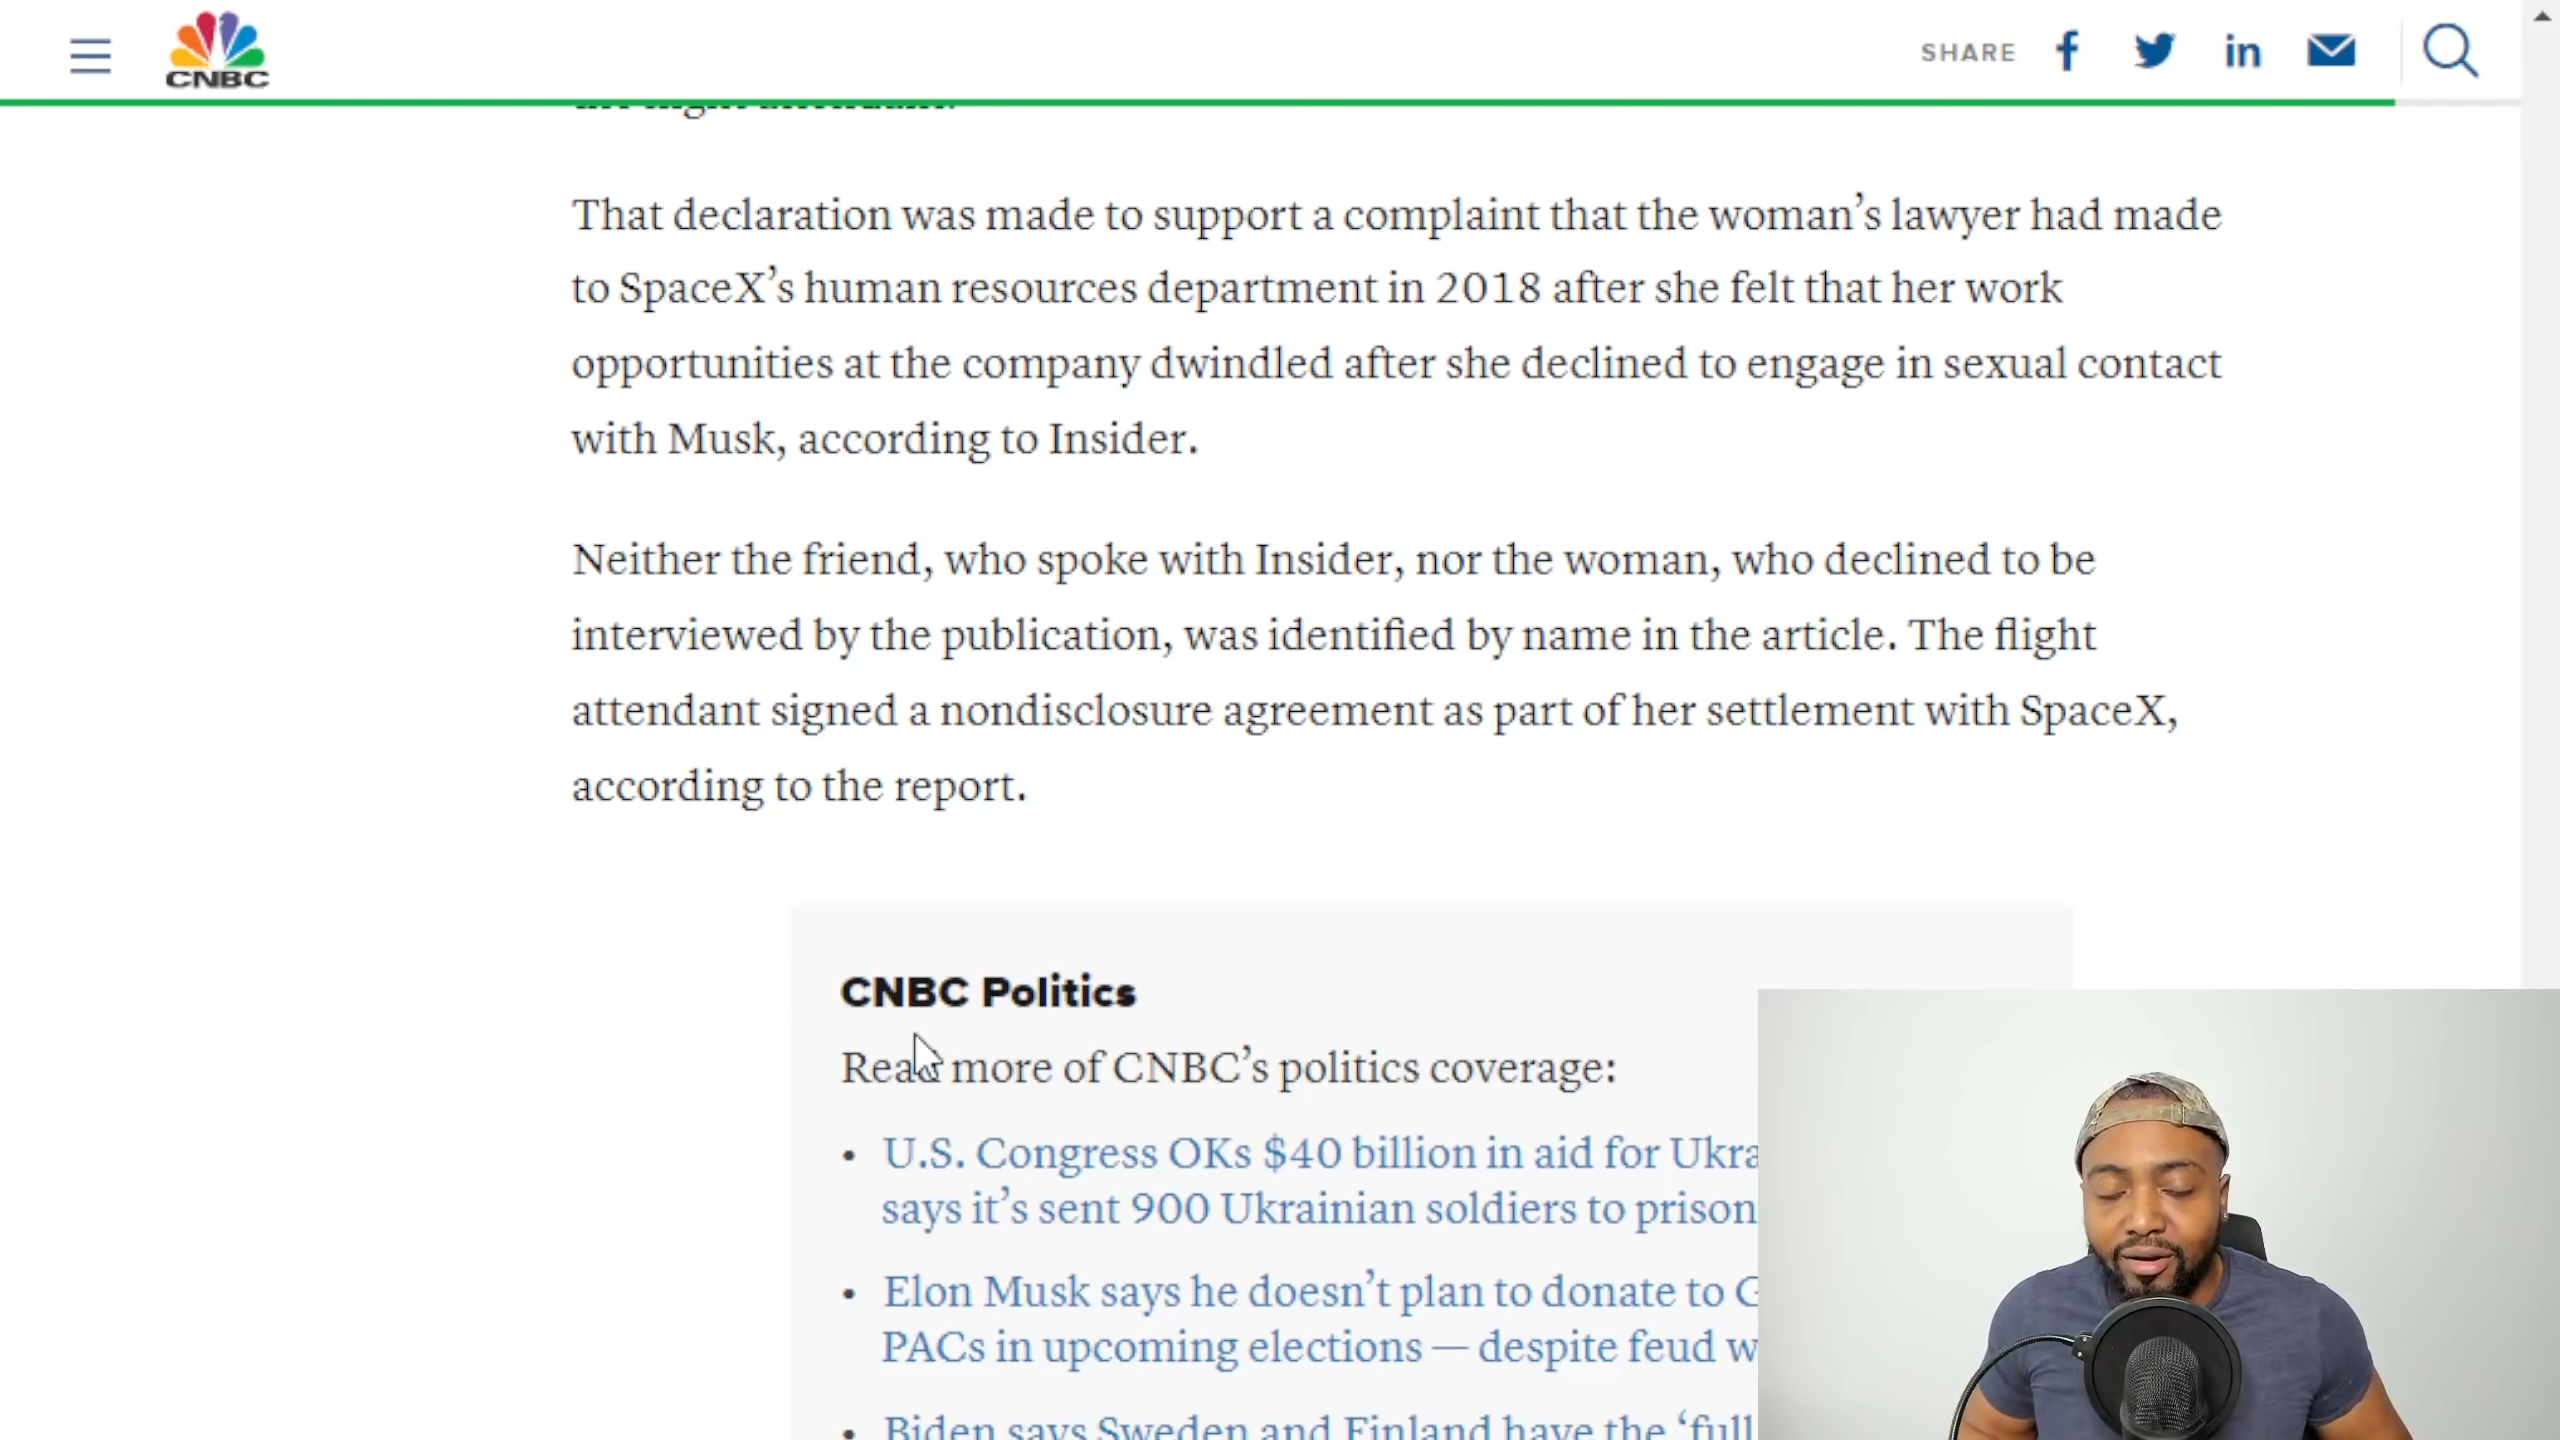 CNBC
SHARE
That declaration was made to support a complaint that the woman’s lawyer had made
to SpaceX’s human resources department in 2018 after she felt that her work
opportunities at the company dwindled after she declined to engage in sexual contact
with Musk, according to Insider.
Neither the friend, who spoke with Insider, nor the woman, who declined to be
interviewed by the publication, was identified by name in the article. The flight
attendant signed a nondisclosure agreement as part of her settlement with SpaceX,
according to the report.
CNBC Politics
Read more of CNBC’s politics coverage:
• U.S. Congress OKs $40 billion in aid for Ukra
says it’s sent 900 Ukrainian soldiers to prison
• Elon Musk says he doesn’t plan to donate to
PACs in upcoming elections — despite feud w
• Biden says Sweden and Finland have the ‘full